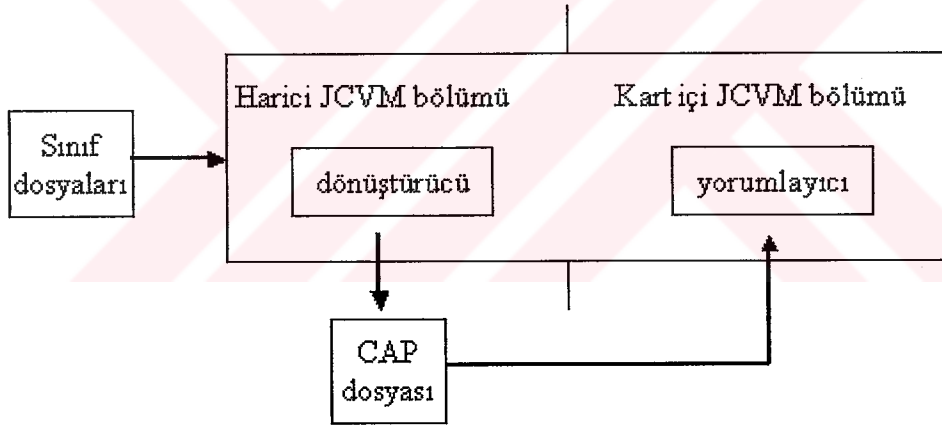 Harici JCVM bölümü
Kart içi JCVM bölümü
Sınıf
dosyaları
dönüştürücü
yorumlayıcı
CAP
dosyası